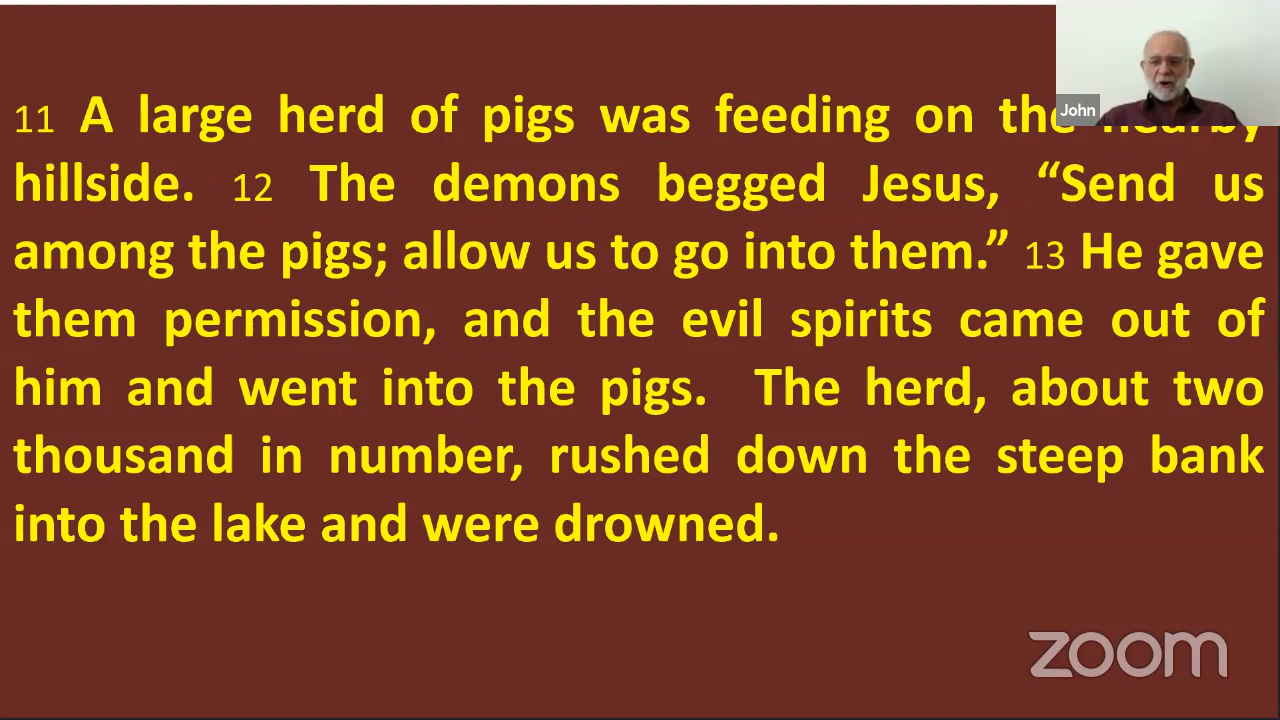 11 A large herd of pigs was feeding on the nearby
hillside. 12 The demons begged Jesus, “Send us
among the pigs; allow us to go into them.” 13 He gave
them permission, and the evil spirits came out of
him and went into the pigs.  The herd, about two
thousand in number, rushed down the steep bank
into the lake and were drowned.
John
zoom